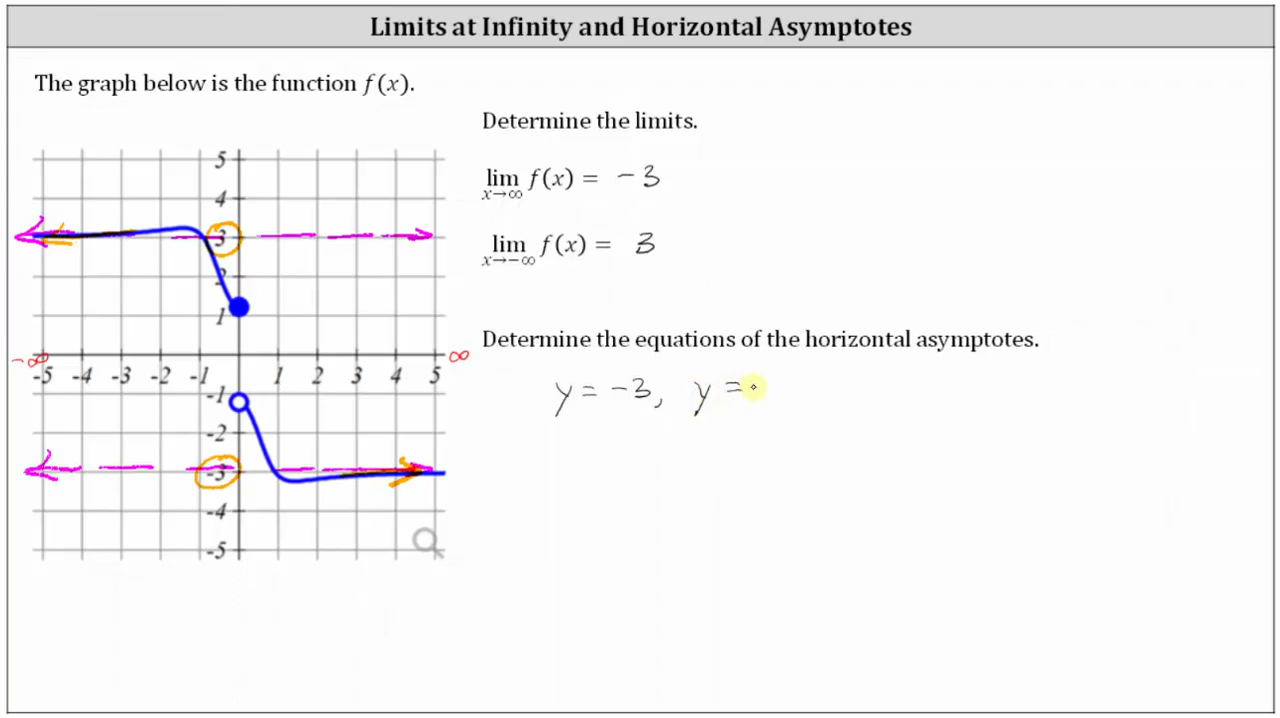 Limits at Infinity and Horizontal Asymptotes
The graph below is the function f(x).
Determine the limits.
lim x→∞ f(x) = -3
lim x→-∞ f(x) = 3
Determine the equations of the horizontal asymptotes.
y = -3, y =
5
4
3
2
1
-∞ ∞
-5 -4 -3 -2 -1 1 2 3 4 5
-1
-2
-3
-4
-5